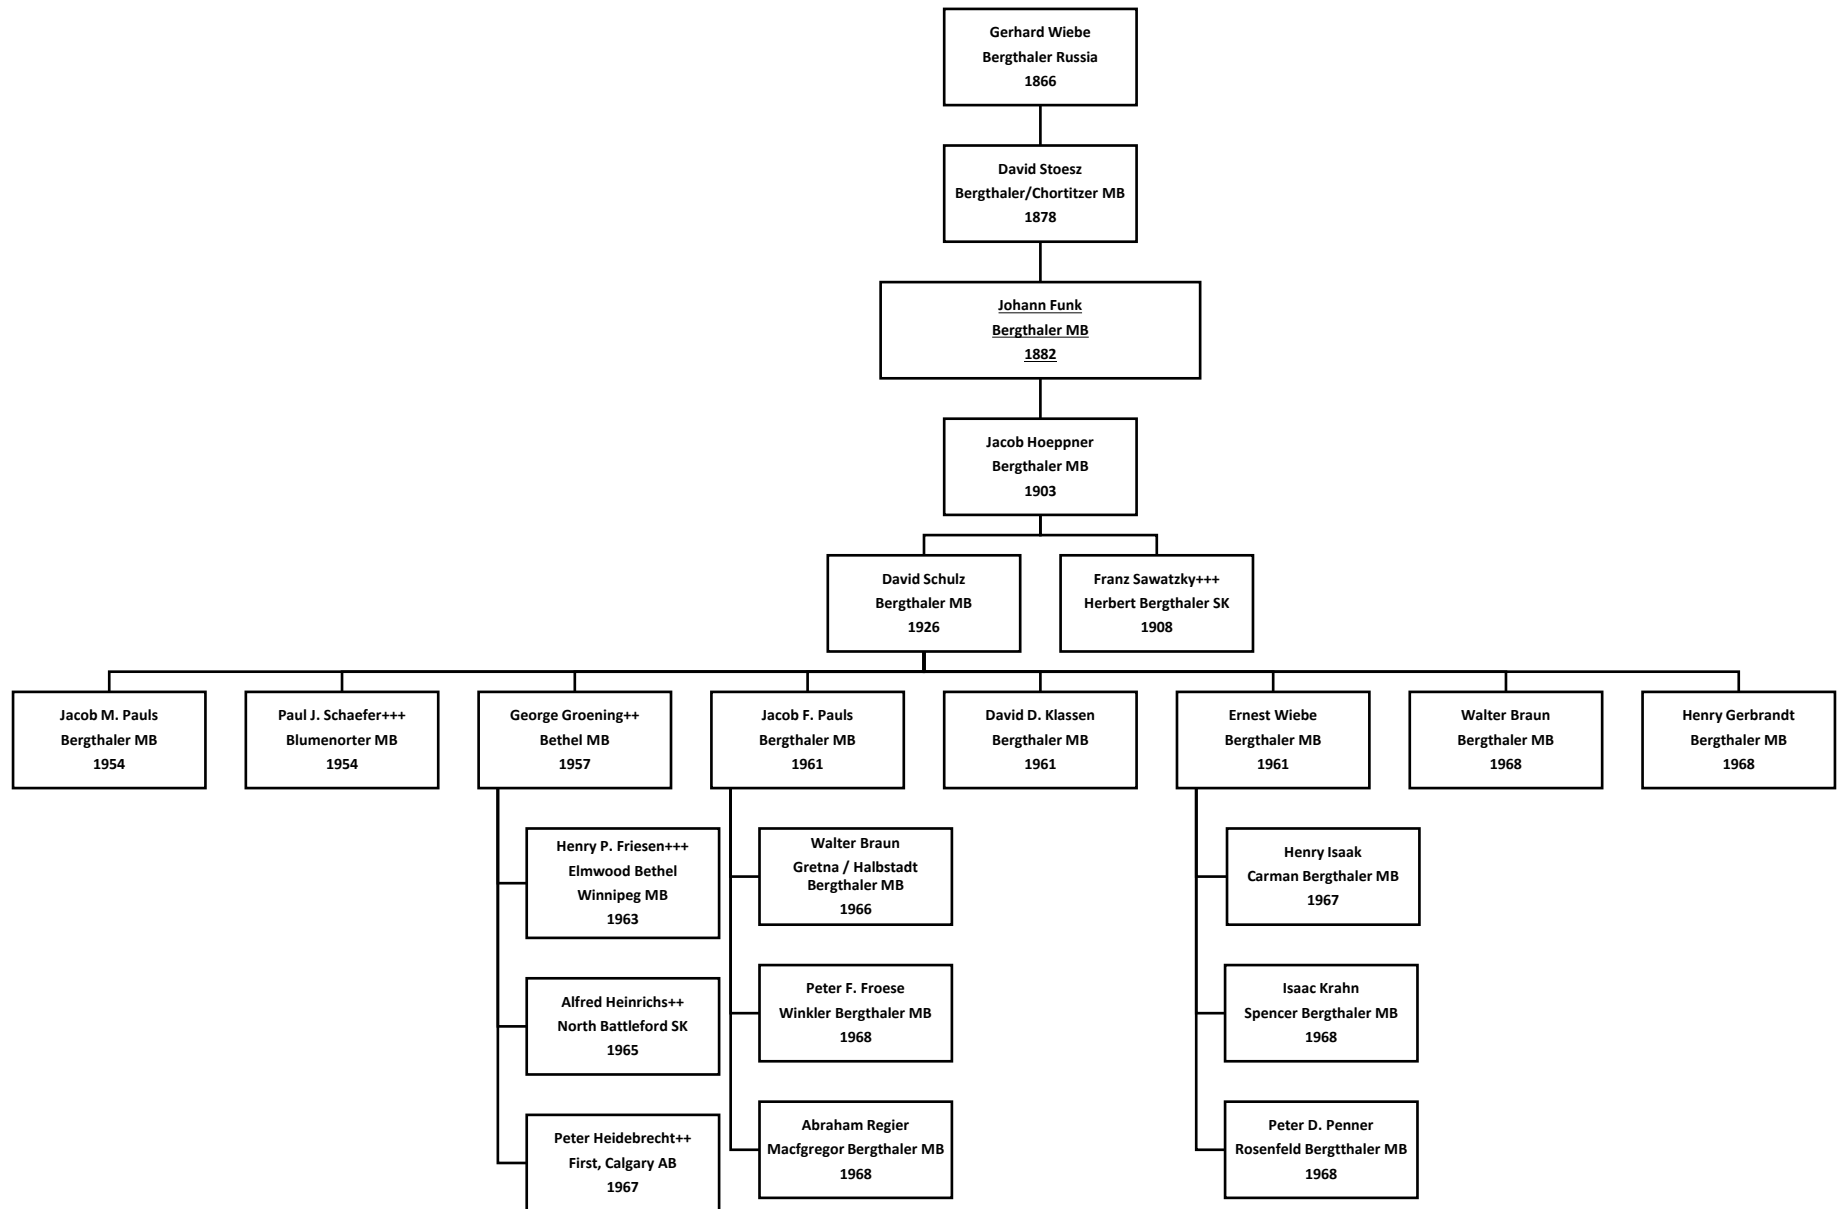 Gerhard Wiebe
Bergthaler Russia
1866
David Stoesz
Bergthaler/Chortitzer MB
1878
Johann Funk
Bergthaler MB
1882
Jacob Hoeppner
Bergthaler MB
1903
David Schulz
Bergthaler MB
1926
Franz Sawatzky+++
Herbert Bergthaler SK
1908
Jacob M. Pauls
Bergthaler MB
1954
Paul J. Schaefer+++
Blumenorter MB
1954
George Groening++
Bethel MB
1957
Jacob F. Pauls
Bergthaler MB
1961
David D. Klassen
Bergthaler MB
1961
Ernest Wiebe
Bergthaler MB
1961
Walter Braun
Bergthaler MB
1968
Henry Gerbrandt
Bergthaler MB
1968
Henry P. Friesen+++
Elmwood Bethel
Winnipeg MB
1963
Alfred Heinrichs++
North Battleford SK
1965
Peter Heidebrecht++
First, Calgary AB
1967
Walter Braun
Gretna / Halbstadt
Bergthaler MB
1966
Peter F. Froese
Winkler Bergthaler MB
1968
Abraham Regier
Macfgregor Bergthaler MB
1968
Henry Isaak
Carman Bergthaler MB
1967
Isaac Krahn
Spencer Bergthaler MB
1968
Peter D. Penner
Rosenfeld Bergtthaler MB
1968